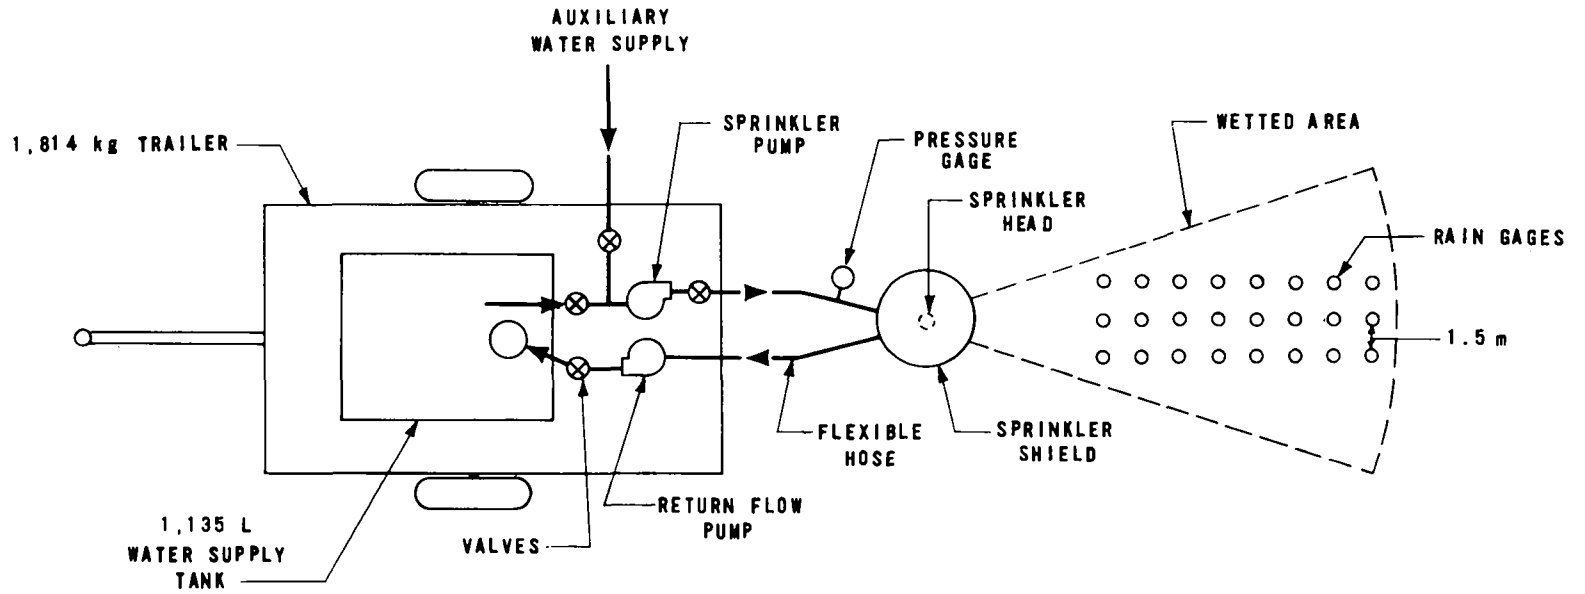 AUXILIARY
WATER SUPPLY
1,814 kg TRAILER
SPRINKLER
PUMP
PRESSURE
GAGE
WETTED AREA
SPRINKLER
HEAD
RAIN GAGES
1.5 m
FLEXIBLE
HOSE
SPRINKLER
SHIELD
RETURN FLOW
PUMP
VALVES
1,135 L
WATER SUPPLY
TANK